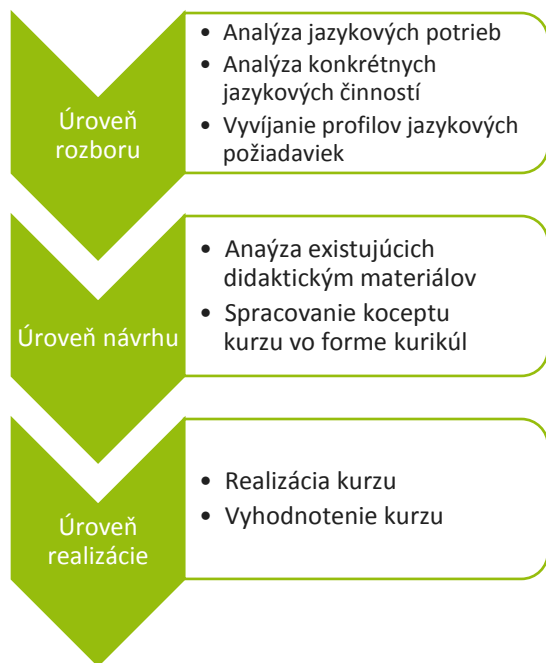 Úroveň
rozboru
• Analýza jazykových potrieb
• Analýza konkrétnych
jazykových činností
• Vyvíjanie profilov jazykových
požiadaviek
Úroveň návrhu
• Anaýza existujúcich
didaktickým materiálov
• Spracovanie koceptu
kurzu vo forme kurikúl
Úroveň
realizácie
• Realizácia kurzu
• Vyhodnotenie kurzu